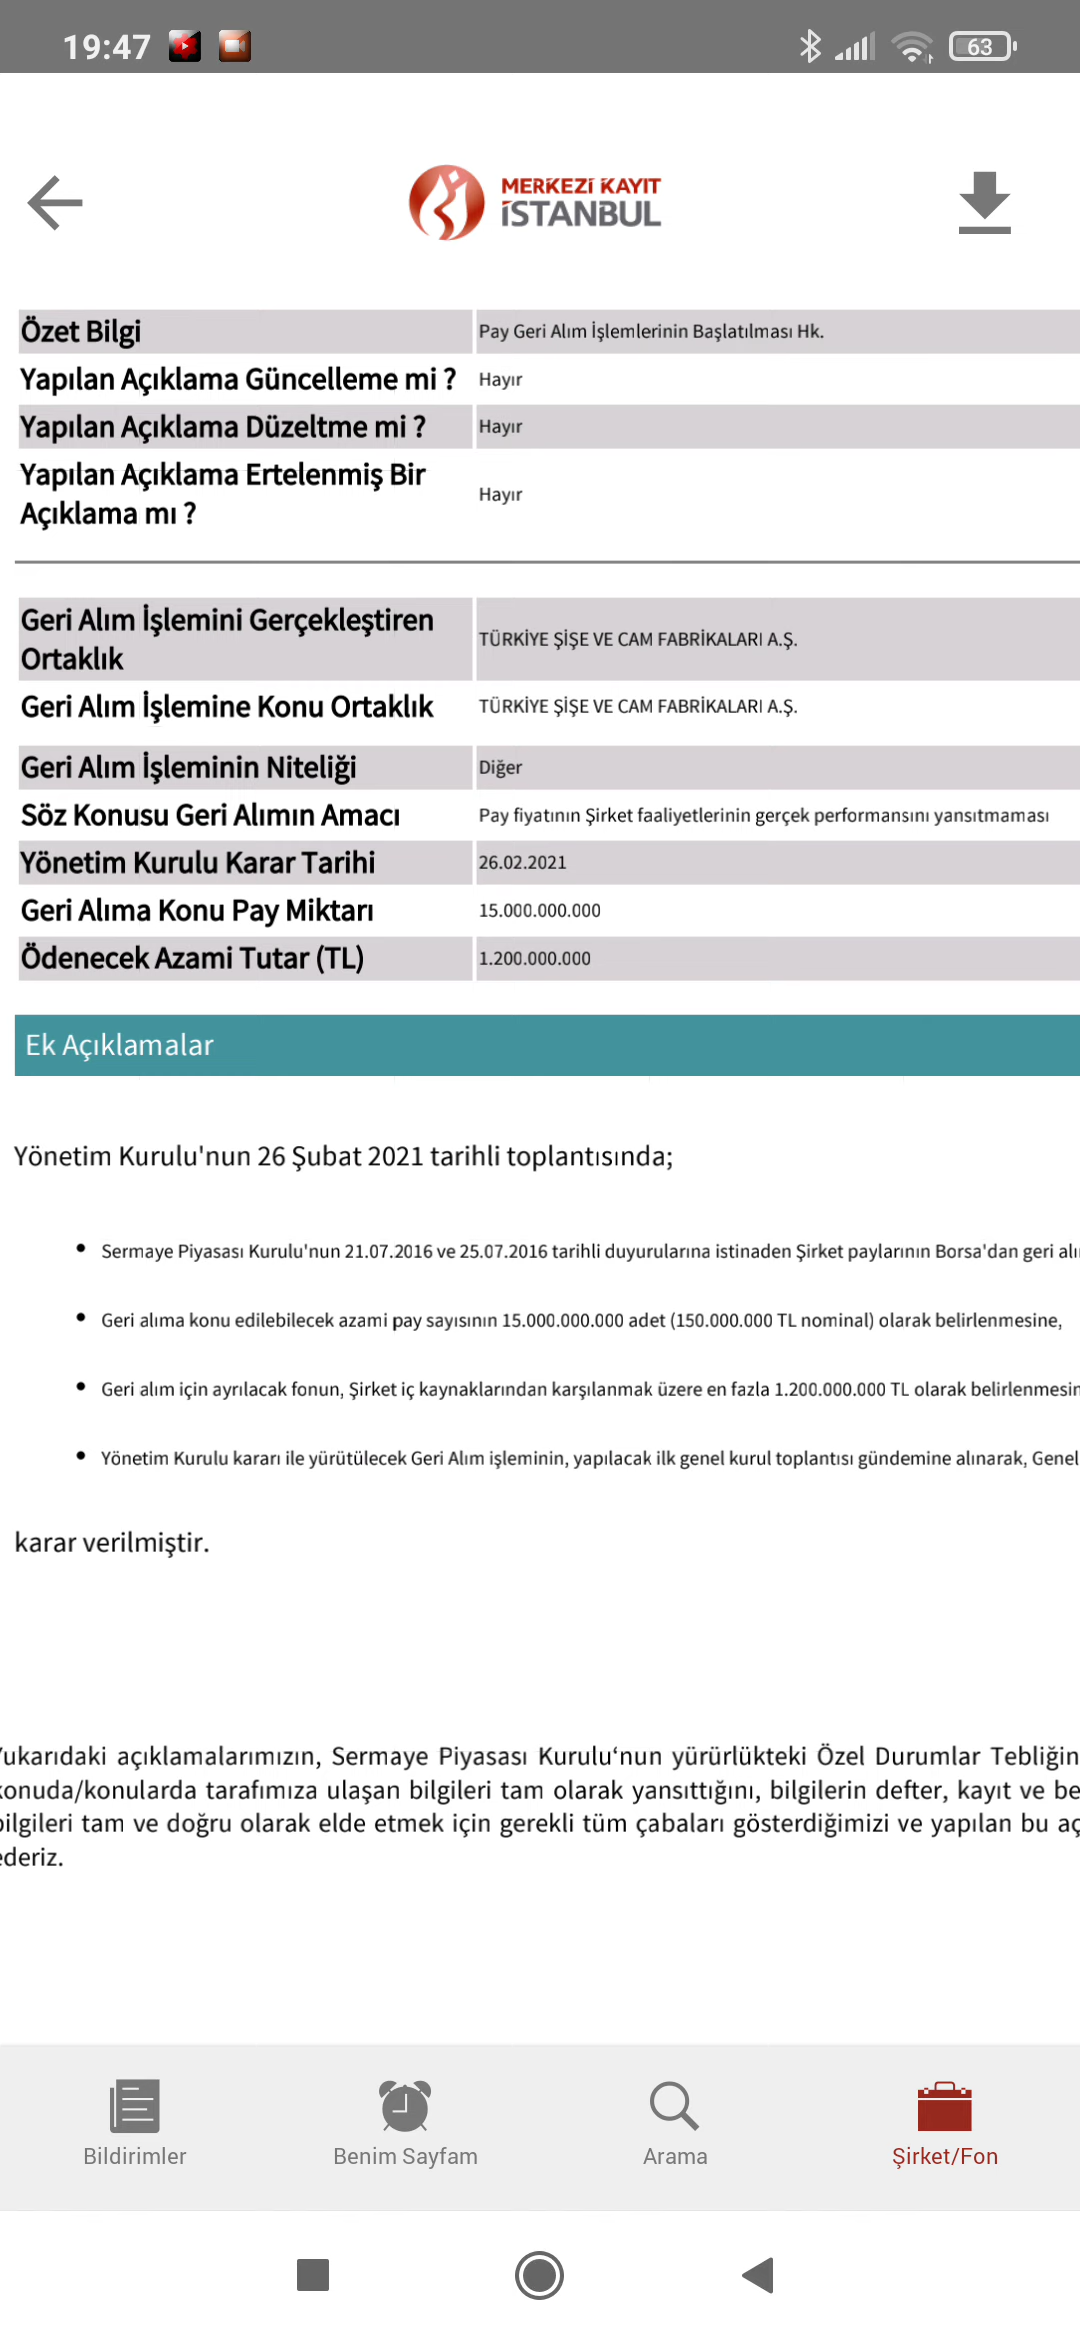 19:47
63
MERKEZİ KAYIT
İSTANBUL
Özet Bilgi
Pay Geri Alım İşlemlerinin Başlatılması Hk.
Yapılan Açıklama Güncelleme mi ?
Hayır
Yapılan Açıklama Düzeltme mi ?
Hayır
Yapılan Açıklama Ertelenmiş Bir
Açıklama mı ?
Hayır
Geri Alım İşlemini Gerçekleştiren
Ortaklık
TÜRKİYE ŞİŞE VE CAM FABRİKALARI A.Ş.
Geri Alım İşlemine Konu Ortaklık
TÜRKİYE ŞİŞE VE CAM FABRİKALARI A.Ş.
Geri Alım İşleminin Niteliği
Diğer
Söz Konusu Geri Alımın Amacı
Pay fiyatının Şirket faaliyetlerinin gerçek performansını yansıtmaması
Yönetim Kurulu Karar Tarihi
26.02.2021
Geri Alıma Konu Pay Miktarı
15.000.000.000
Ödenecek Azami Tutar (TL)
1.200.000.000
Ek Açıklamalar
Yönetim Kurulu'nun 26 Şubat 2021 tarihli toplantısında;
• Sermaye Piyasası Kurulu'nun 21.07.2016 ve 25.07.2016 tarihli duyurularına istinaden Şirket paylarının Borsa'dan geri alı
• Geri alıma konu edilebilecek azami pay sayısının 15.000.000.000 adet (150.000.000 TL nominal) olarak belirlenmesine,
• Geri alım için ayrılacak fonun, Şirket iç kaynaklarından karşılanmak üzere en fazla 1.200.000.000 TL olarak belirlenmesin
• Yönetim Kurulu kararı ile yürütülecek Geri Alım işleminin, yapılacak ilk genel kurul toplantısı gündemine alınarak, Genel
karar verilmiştir.
Yukarıdaki açıklamalarımızın, Sermaye Piyasası Kurulu‘nun yürürlükteki Özel Durumlar Tebliğin
konuda/konularda tarafımıza ulaşan bilgileri tam olarak yansıttığını, bilgilerin defter, kayıt ve be
bilgileri tam ve doğru olarak elde etmek için gerekli tüm çabaları gösterdiğimizi ve yapılan bu aç
ederiz.
Bildirimler
Benim Sayfam
Arama
Şirket/Fon